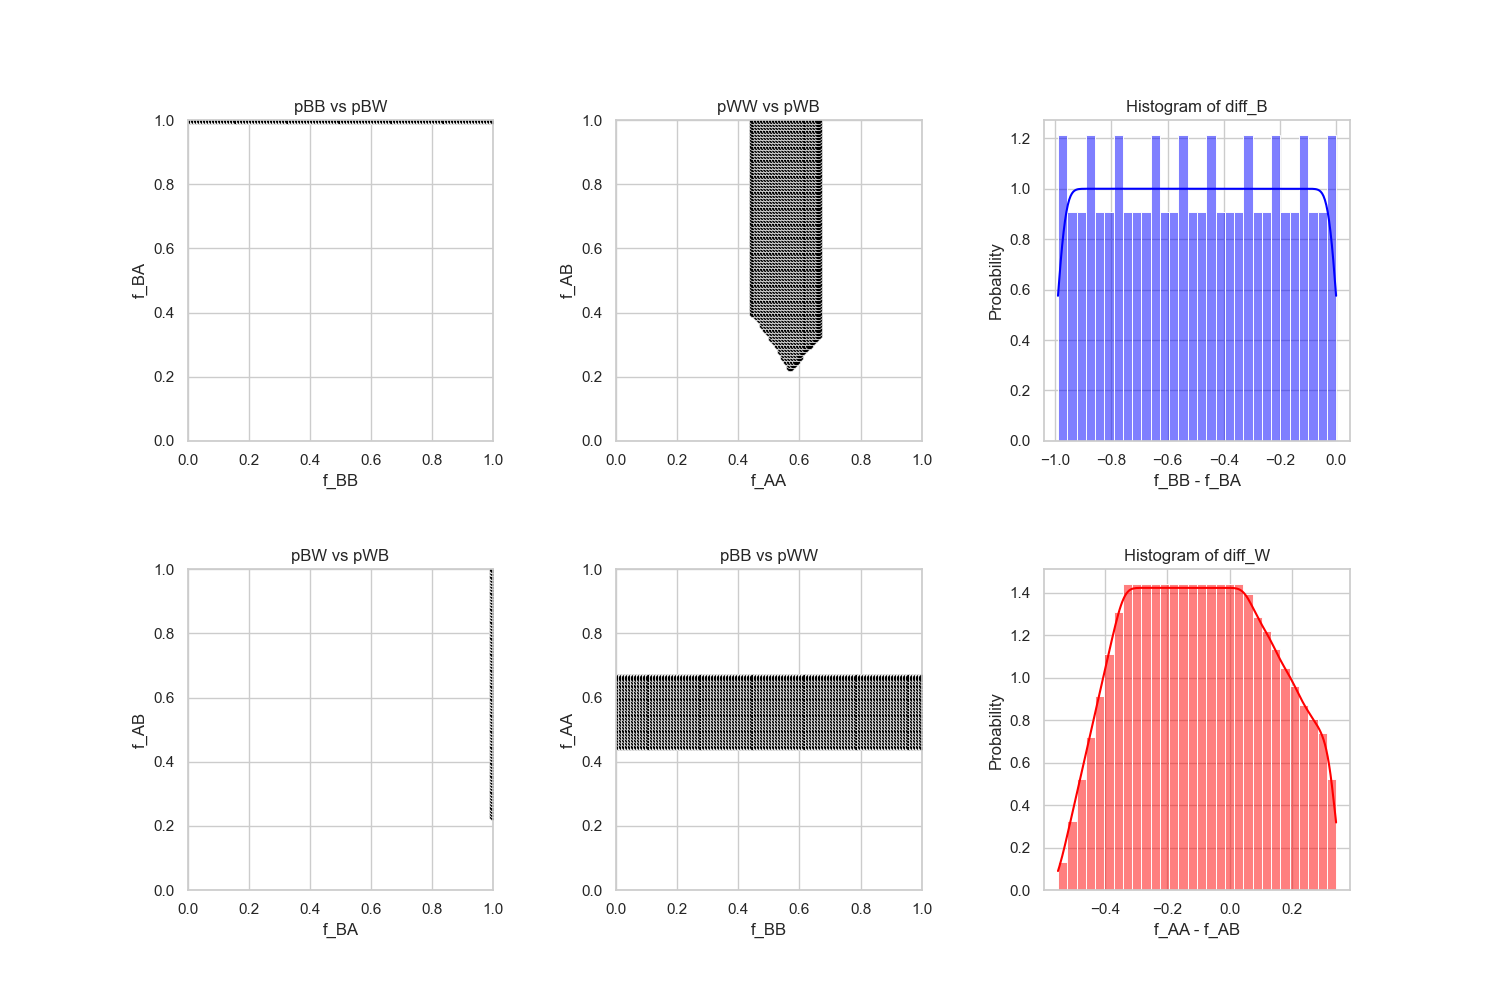 pBB vs pBW
1.0
0.8
0.6
0.4
0.2
0.0
f_BA
0.0 0.2 0.4 0.6 0.8 1.0
f_BB
pWW vs pWB
1.0
0.8
0.6
0.4
0.2
0.0
f_AB
0.0 0.2 0.4 0.6 0.8 1.0
f_AA
Histogram of diff_B
1.2
1.0
0.8
0.6
0.4
0.2
0.0
Probability
−1.0 −0.8 −0.6 −0.4 −0.2 0.0
f_BB - f_BA
pBW vs pWB
1.0
0.8
0.6
0.4
0.2
0.0
f_AB
0.0 0.2 0.4 0.6 0.8 1.0
f_BA
pBB vs pWW
1.0
0.8
0.6
0.4
0.2
0.0
f_AA
0.0 0.2 0.4 0.6 0.8 1.0
f_BB
Histogram of diff_W
1.4
1.2
1.0
0.8
0.6
0.4
0.2
0.0
Probability
−0.4 −0.2 0.0 0.2
f_AA - f_AB